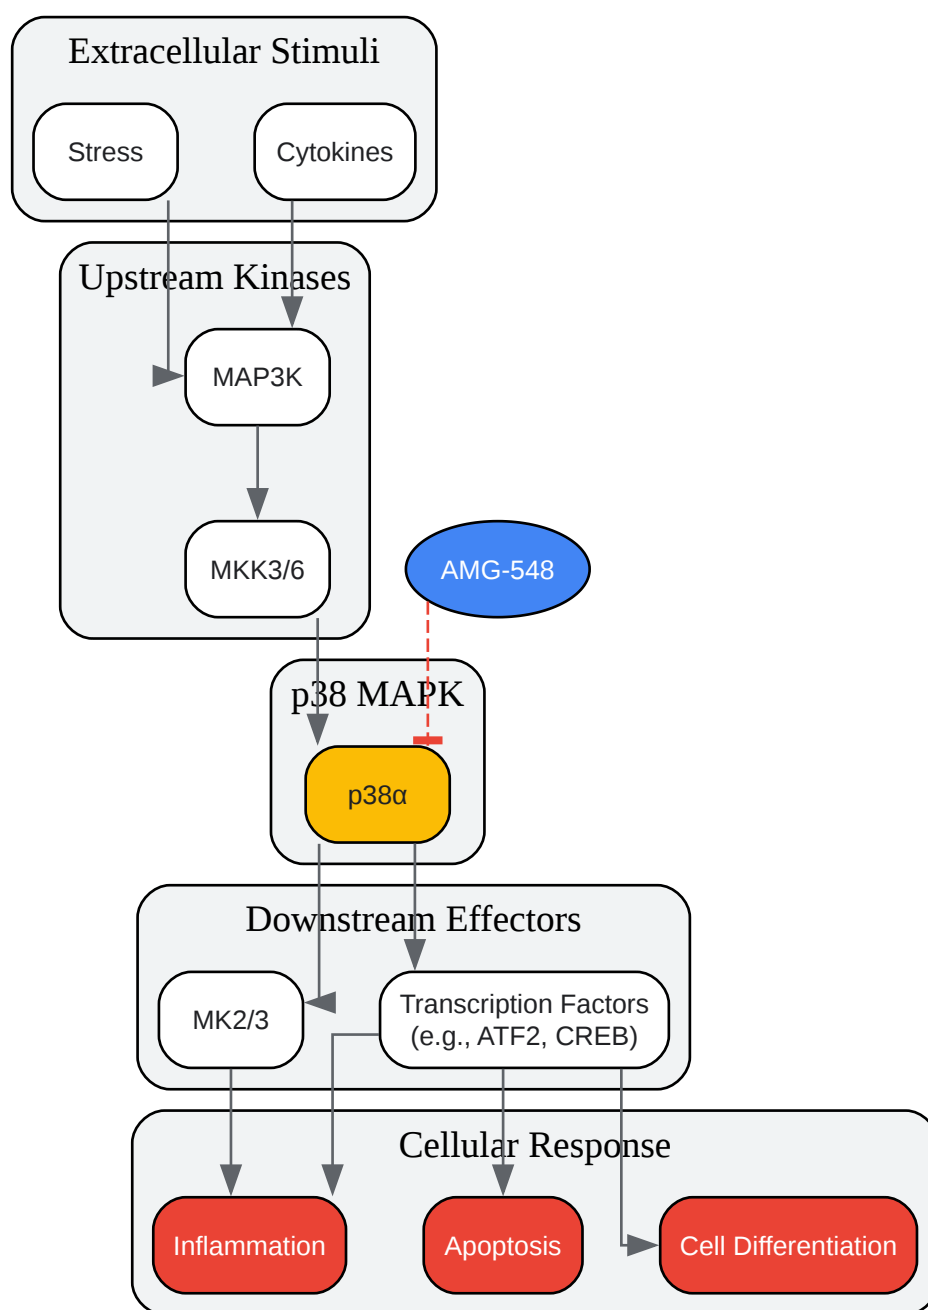 Extracellular Stimuli
Stress
Cytokines
Upstream Kinases
MAP3K
MKK3/6
AMG-548
p38 MAPK
p38α
Downstream Effectors
MK2/3
Transcription Factors
(e.g., ATF2, CREB)
Cellular Response
Inflammation
Apoptosis
Cell Differentiation